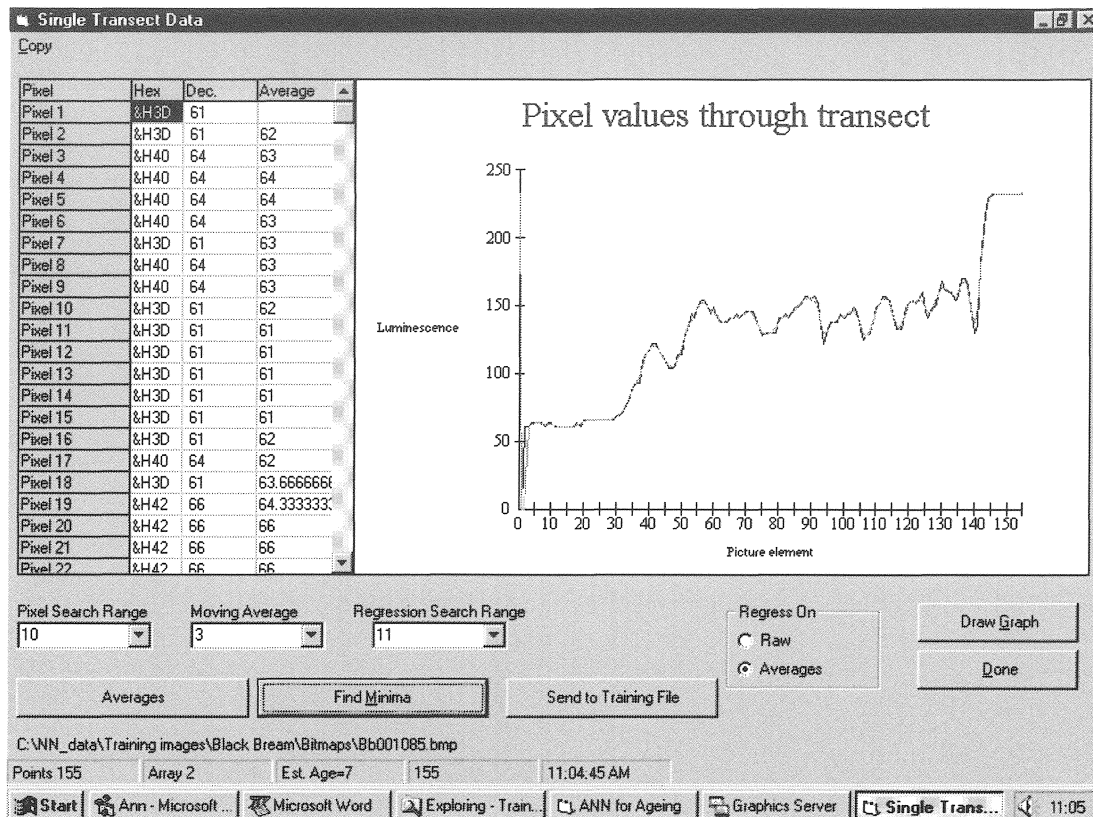 Single Transect Data
Copy
Pixel Hex Dec. Average
Pixel 1 &H3D 61
Pixel 2 &H3D 61 62
Pixel 3 &H40 64 63
Pixel 4 &H40 64 64
Pixel 5 &H40 64 64
Pixel 6 &H40 64 63
Pixel 7 &H3D 61 63
Pixel 8 &H40 64 63
Pixel 9 &H40 64 63
Pixel 10 &H3D 61 62
Pixel 11 &H3D 61 61
Pixel 12 &H3D 61 61
Pixel 13 &H3D 61 61
Pixel 14 &H3D 61 61
Pixel 15 &H3D 61 61
Pixel 16 &H3D 61 62
Pixel 17 &H40 64 62
Pixel 18 &H3D 61 63.6666666
Pixel 19 &H42 66 64.3333333
Pixel 20 &H42 66 66
Pixel 21 &H42 66 66
Pixel 22 &H42 66 66
Pixel values through transect
250
200
150
100
50
0
Luminescence
0 10 20 30 40 50 60 70 80 90 100 110 120 130 140 150
Picture element
Pixel Search Range Moving Average Regression Search Range
10 3 11
Regress On
Raw
Averages
Draw Graph
Done
Averages Find Minima Send to Training File
C:\NN_data\Training images\Black Bream\Bitmaps\Bb001085.bmp
Points 155 Array 2 Est. Age=7 155 11:04:45 AM
Start Ann - Microsoft ... Microsoft Word Exploring - Train... ANN for Ageing Graphics Server Single Trans... 11:05